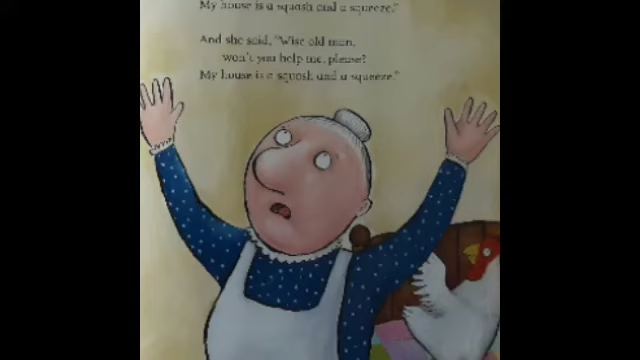 My house is a squash and a squeeze."
And she said, "Wise old man,
won't you help me, please?
My house is a squash and a squeeze."